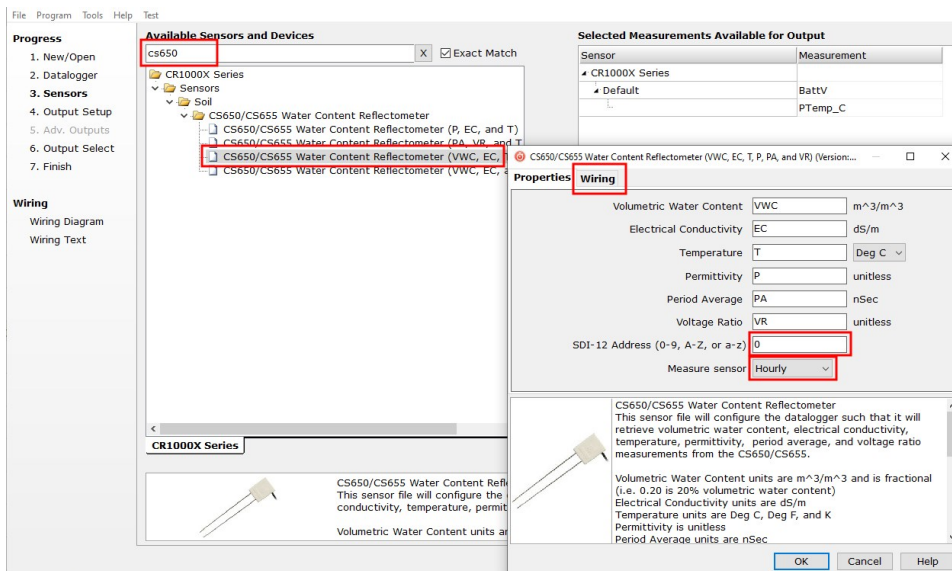 File Program Tools Help Test
Progress
1. New/Open
2. Datalogger
3. Sensors
4. Output Setup
5. Adv. Outputs
6. Output Select
7. Finish
Wiring
Wiring Diagram
Wiring Text
Available Sensors and Devices
cs650 X Exact Match
CR1000X Series
Sensors
Soil
CS650/CS655 Water Content Reflectometer
CS650/CS655 Water Content Reflectometer (P, EC, and T)
CS650/CS655 Water Content Reflectometer (PA, VR, and T
CS650/CS655 Water Content Reflectometer (VWC, EC,
CS650/CS655 Water Content Reflectometer (VWC, EC,
CR1000X Series
CS650/CS655 Water Content Refl
This sensor file will configure the
conductivity, temperature, permit
Volumetric Water Content units ar
Selected Measurements Available for Output
Sensor Measurement
CR1000X Series
Default BattV
PTemp_C
CS650/CS655 Water Content Reflectometer (VWC, EC, T, P, PA, and VR) (Version:...
Properties Wiring
Volumetric Water Content VWC m^3/m^3
Electrical Conductivity EC dS/m
Temperature T Deg C
Permittivity P unitless
Period Average PA nSec
Voltage Ratio VR unitless
SDI-12 Address (0-9, A-Z, or a-z) 0
Measure sensor Hourly
CS650/CS655 Water Content Reflectometer
This sensor file will configure the datalogger such that it will
retrieve volumetric water content, electrical conductivity,
temperature, permittivity, period average, and voltage ratio
measurements from the CS650/CS655.
Volumetric Water Content units are m^3/m^3 and is fractional
(i.e. 0.20 is 20% volumetric water content)
Electrical Conductivity units are dS/m
Temperature units are Deg C, Deg F, and K
Permittivity is unitless
Period Average units are nSec
OK Cancel Help